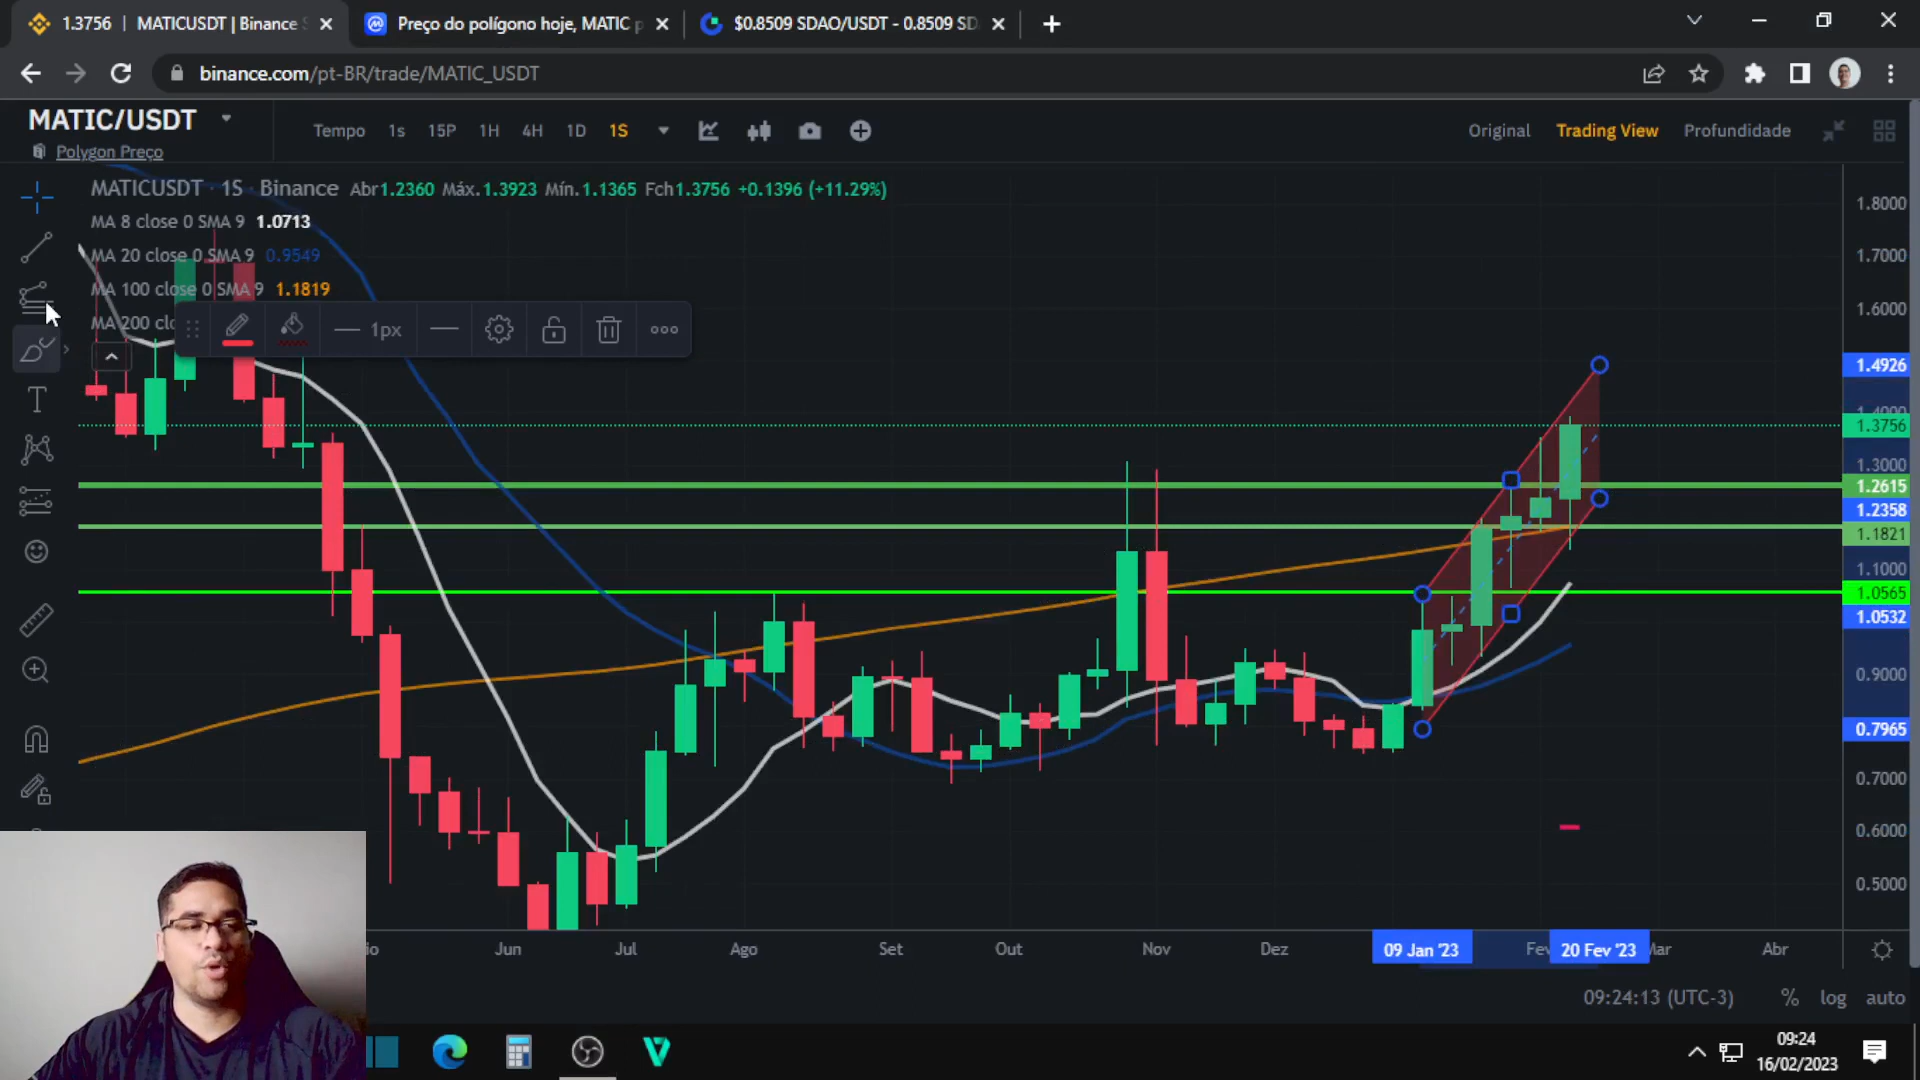 1.3756 | MATICUSDT | Binance S
Preço do polígono hoje, MATIC p
$0.8509 SDAO/USDT - 0.8509 SD
binance.com/pt-BR/trade/MATIC_USDT
MATIC/USDT
Polygon Preço
Tempo 1s 15P 1H 4H 1D 1S
Original Trading View Profundidade
MATICUSDT · 1S · Binance Abr1.2360 Máx.1.3923 Mín.1.1365 Fch1.3756 +0.1396 (+11.29%)
MA 8 close 0 SMA 9 1.0713
MA 20 close 0 SMA 9 0.9549
MA 100 close 0 SMA 9 1.1819
MA 200 clo
1px
1.8000
1.7000
1.6000
1.4926
1.4000
1.3756
1.3000
1.2615
1.2358
1.1821
1.1000
1.0565
1.0532
0.9000
0.7965
0.7000
0.6000
0.5000
io Jun Jul Ago Set Out Nov Dez 09 Jan '23 Fev 20 Fev '23 Mar Abr
09:24:13 (UTC-3) % log auto
09:24
16/02/2023